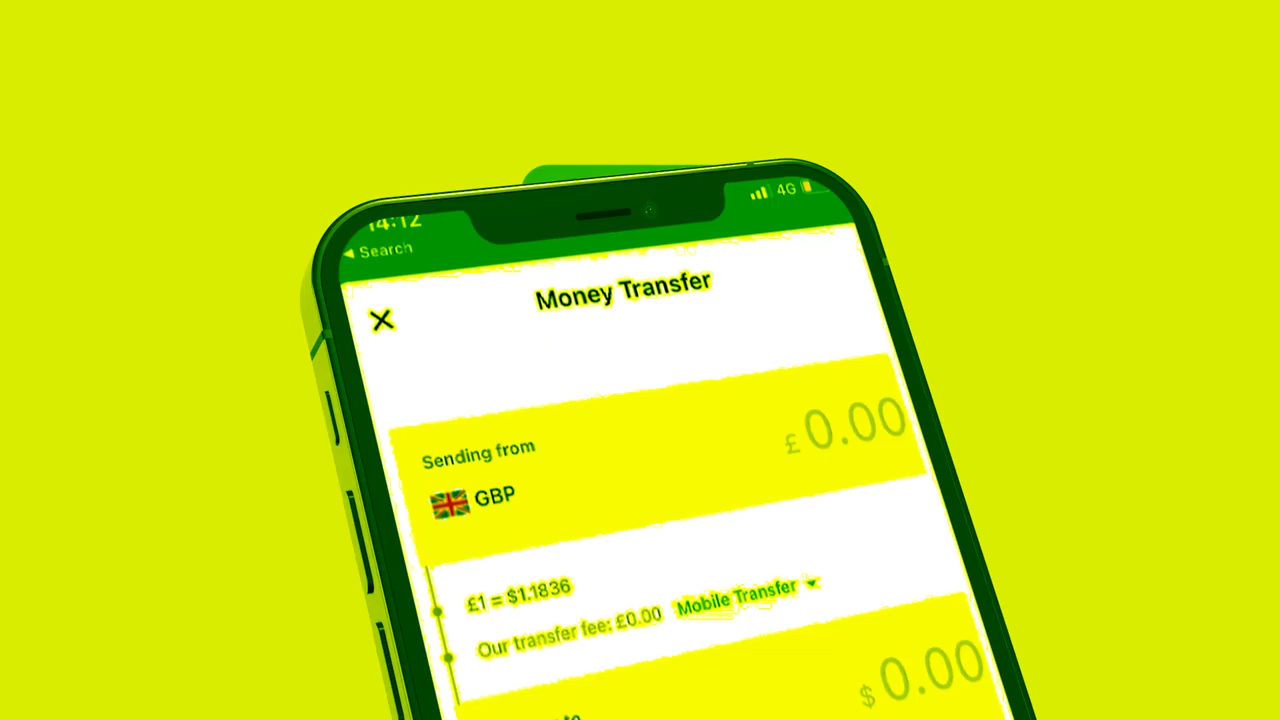 14:12
4G
◀ Search
Money Transfer
Sending from
£0.00
GBP
£1 = $1.1836
Our transfer fee: £0.00 Mobile Transfer
$0.00